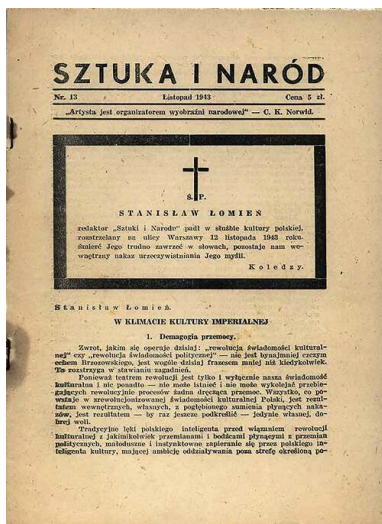 SZTUKA I NARÓD
Nr. 13 Listopad 1943 Cena 5 zł.
„Artysta jest organizatorem wyobraźni narodowej” — C. K. Norwid.
Ś. P.
STANISŁAW ŁOMIEŃ
redaktor „Sztuki i Narodu” padł w służbie kultury polskiej,
rozstrzelany na ulicy Warszawy 12 listopada 1943 roku.
Śmierć Jego trudno zawrzeć w słowach, pozostaje nam we-
wnętrzny nakaz urzeczywistniania Jego myśli.
Koledzy.
Stanisław Łomień.
W KLIMACIE KULTURY IMPERIALNEJ
1. Demagogia przemocy.
Zwrot, jakim się operuje dzisiaj: „rewolucja świadomości kultural-
nej” czy „rewolucja świadomości politycznej” — nie jest bynajmniej czczym
echem Brzozowskiego, jest wogóle dzisiaj frazesem mniej niż kiedykolwiek.
To rozstrzyga w stawianiu zagadnień.
Ponieważ teatrem rewolucji jest tylko i wyłącznie nasza świadomość
kulturalna i nic ponadto — nie może istnieć i nie może wykolejać przebie-
gających rewolucyjnie procesów żadna dręcząca przemoc. Wszystko, co po-
wstaje w zrewolucjonizowanej świadomości kulturalnej Polski, jest rezul-
tatem wewnętrznych, własnych, z pogłębionego sumienia płynących naka-
zów, jest rezultatem — by raz jeszcze podkreślić — jedynie własnej, do-
brej woli.
Tradycyjne lęki polskiego inteligenta przed wiązaniem rewolucji
kulturalnej z jakimikolwiek przemianami i bodźcami płynącymi z przemian
politycznych, małoduszne i instynktowne zapieranie się przez polskiego in-
teligenta kultury, mającej ambicję oddziaływania poza strefę określoną po-